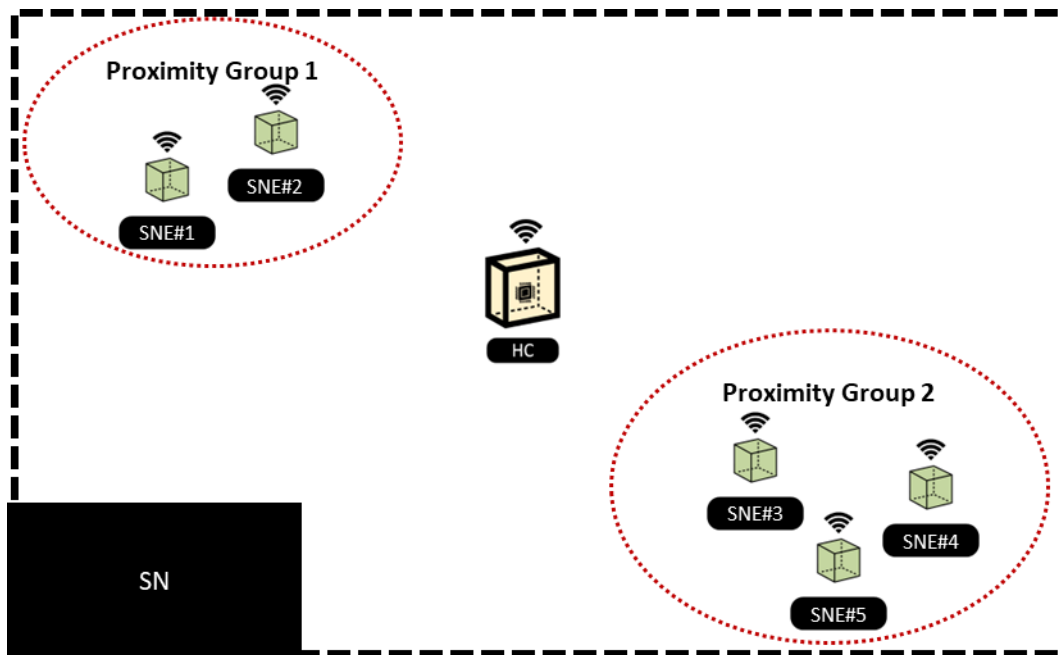 Proximity Group 1
SNE#2
SNE#1
HC
Proximity Group 2
SNE#3
SNE#4
SNE#5
SN